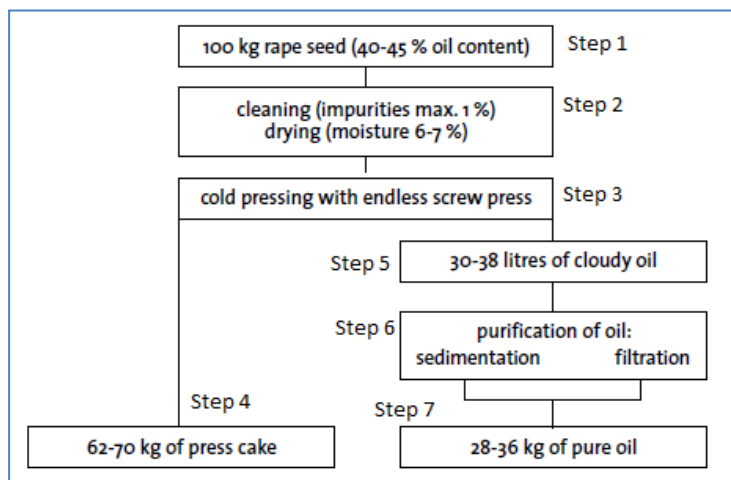 100 kg rape seed (40-45 % oil content)
Step 1
cleaning (impurities max. 1 %)
drying (moisture 6-7 %)
Step 2
cold pressing with endless screw press
Step 3
Step 5
30-38 litres of cloudy oil
Step 6
purification of oil:
sedimentation filtration
Step 4
Step 7
62-70 kg of press cake
28-36 kg of pure oil